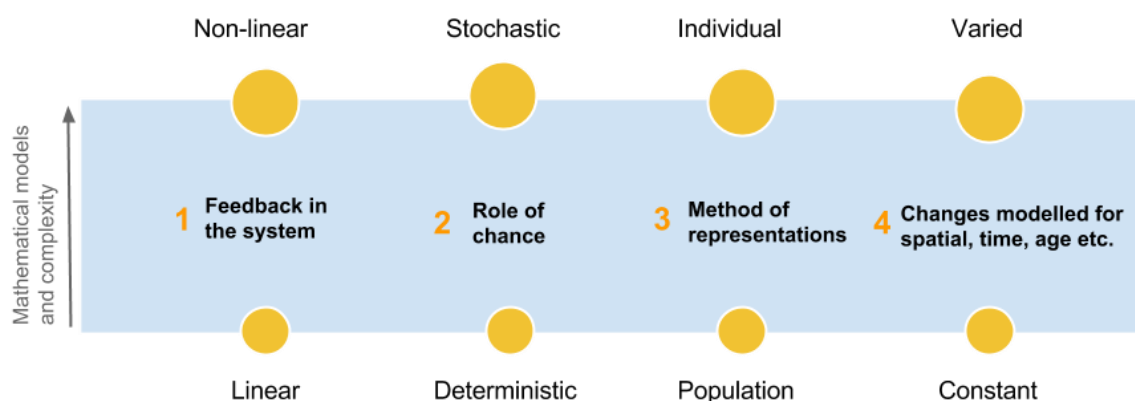 Non-linear
Stochastic
Individual
Varied
Mathematical models
and complexity
1
Feedback in
the system
2
Role of
chance
3
Method of
representations
4
Changes modelled for
spatial, time, age etc.
Linear
Deterministic
Population
Constant